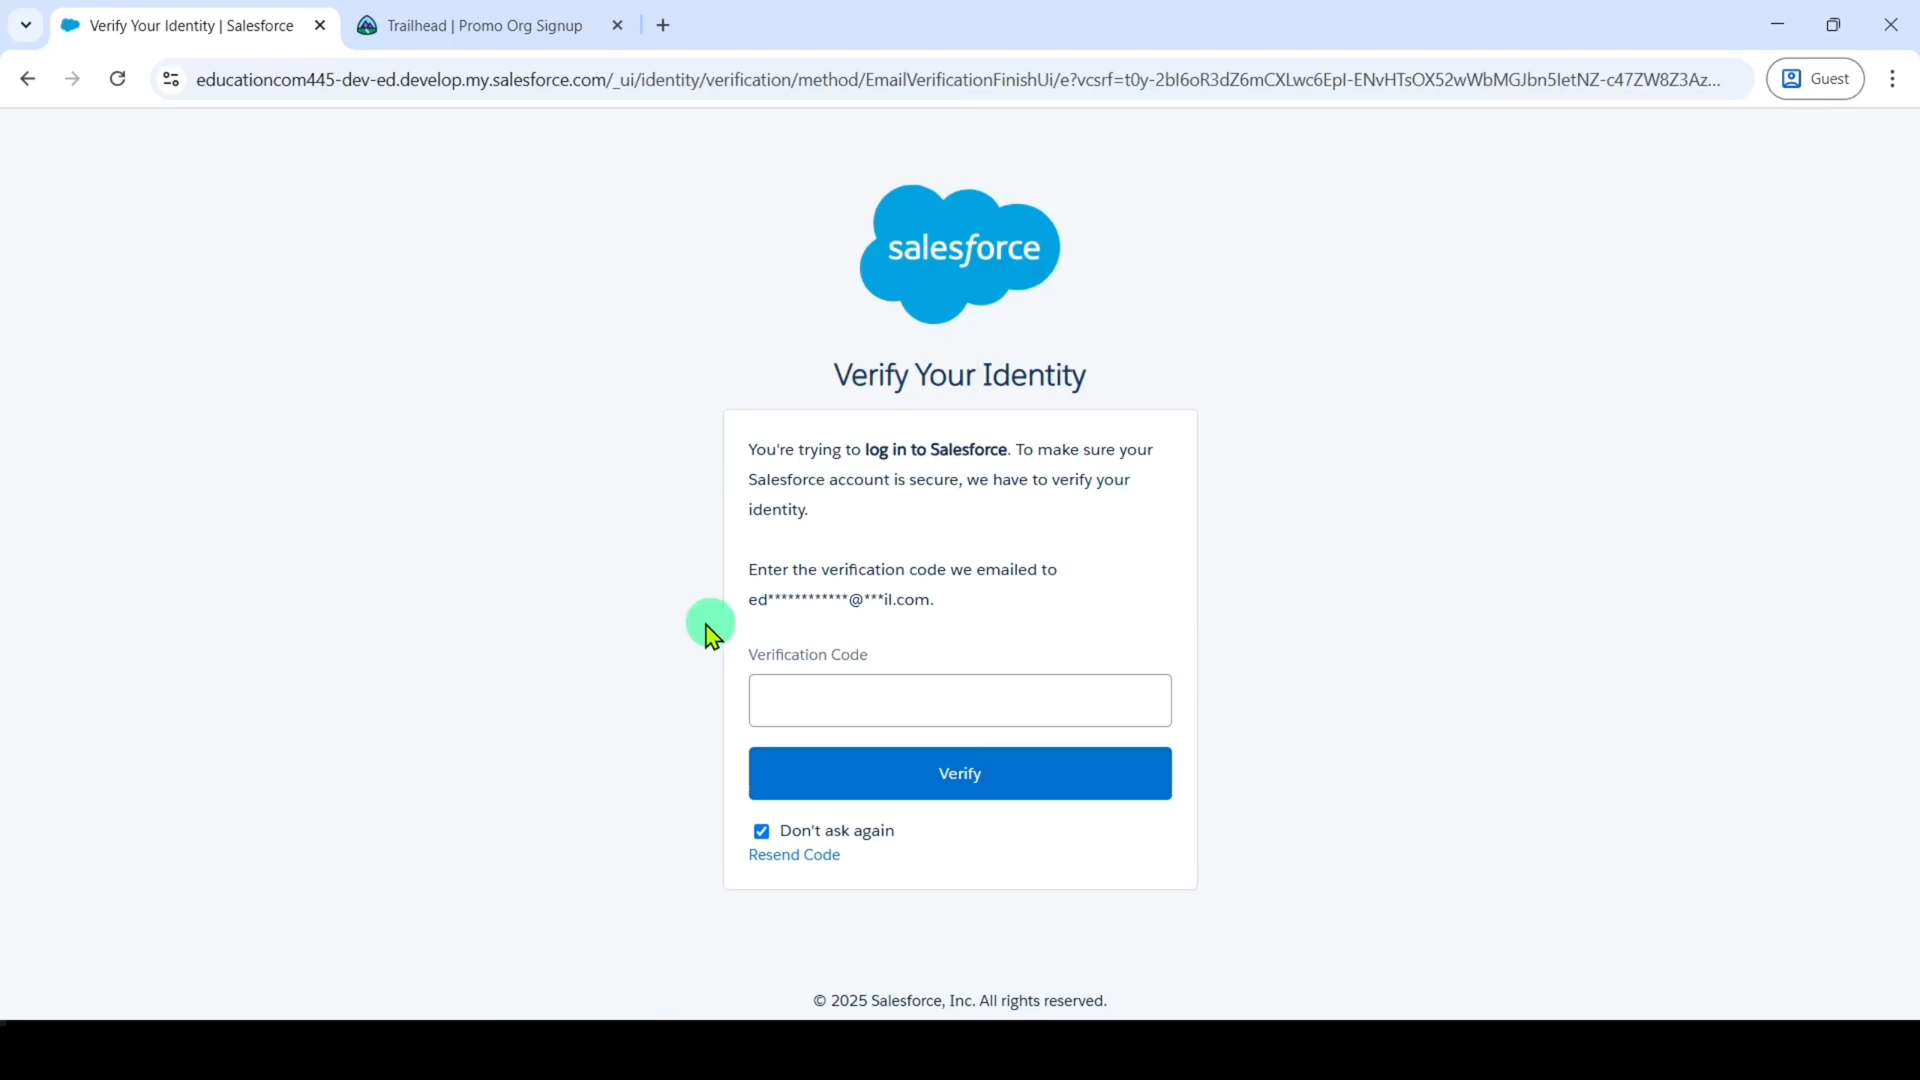 Verify Your Identity | Salesforce
Trailhead | Promo Org Signup
educationcom445-dev-ed.develop.my.salesforce.com/_ui/identity/verification/method/EmailVerificationFinishUi/e?vcsrf=t0y-2bI6oR3dZ6mCXLwc6EpI-ENvHTsOX52wWbMGJbn5IetNZ-c47ZW8Z3Az...
Guest
salesforce
Verify Your Identity
You're trying to log in to Salesforce. To make sure your
Salesforce account is secure, we have to verify your
identity.
Enter the verification code we emailed to
ed************@***il.com.
Verification Code
Verify
Don't ask again
Resend Code
© 2025 Salesforce, Inc. All rights reserved.